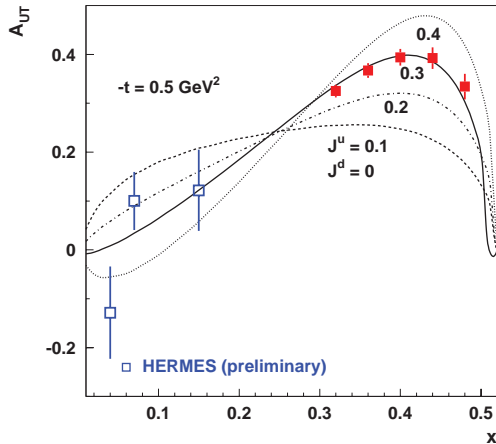 A_UT
-t = 0.5 GeV²
0.4
0.3
0.2
J^u = 0.1
J^d = 0
0.4
0.2
0
-0.2
HERMES (preliminary)
0.1 0.2 0.3 0.4 0.5
x